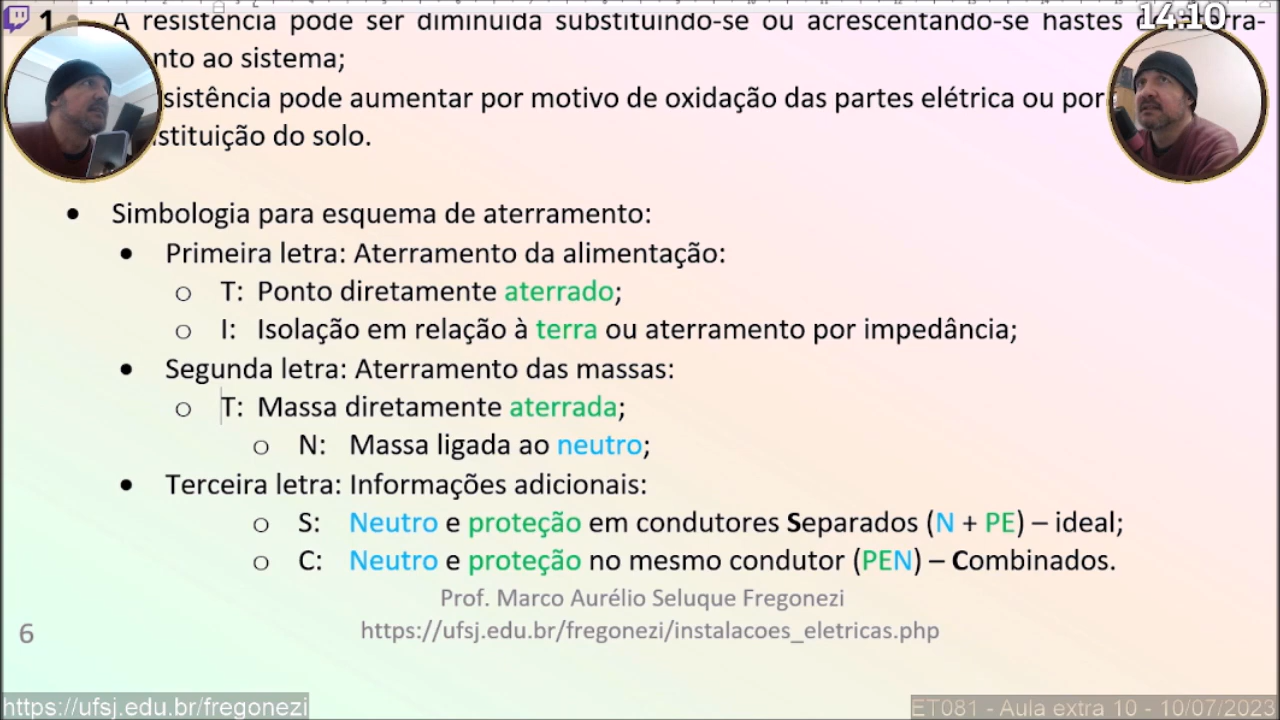 1
14:10
A resistência pode ser diminuída substituindo-se ou acrescentando-se hastes
nto ao sistema;
sistência pode aumentar por motivo de oxidação das partes elétrica ou por
stituição do solo.
• Simbologia para esquema de aterramento:
• Primeira letra: Aterramento da alimentação:
o T: Ponto diretamente aterrado;
o I: Isolação em relação à terra ou aterramento por impedância;
• Segunda letra: Aterramento das massas:
o T: Massa diretamente aterrada;
o N: Massa ligada ao neutro;
• Terceira letra: Informações adicionais:
o S: Neutro e proteção em condutores Separados (N + PE) – ideal;
o C: Neutro e proteção no mesmo condutor (PEN) – Combinados.
Prof. Marco Aurélio Seluque Fregonezi
6 https://ufsj.edu.br/fregonezi/instalacoes_eletricas.php
https://ufsj.edu.br/fregonezi
ET081 - Aula extra 10 - 10/07/2023